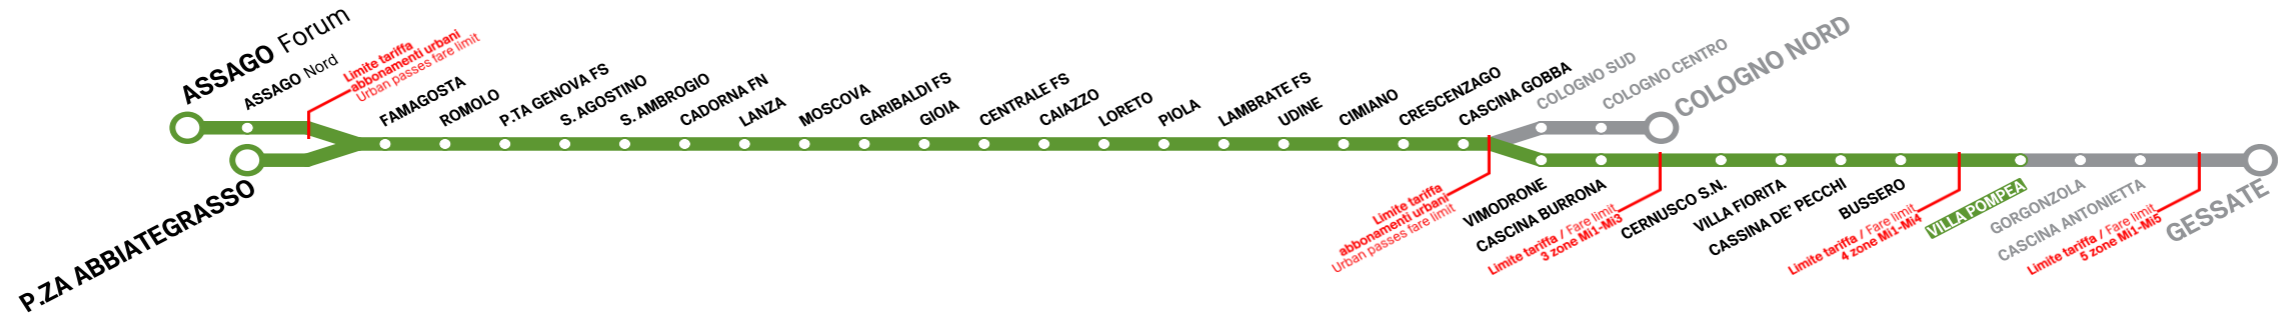 ASSAGO Forum
ASSAGO Nord
P.ZA ABBIATEGRASSO
Limite tariffa
abbonamenti urbani
Urban passes fare limit
FAMAGOSTA
ROMOLO
P.TA GENOVA FS
S. AGOSTINO
S. AMBROGIO
CADORNA FN
LANZA
MOSCOVA
GARIBALDI FS
GIOIA
CENTRALE FS
CAIAZZO
LORETO
PIOLA
LAMBRATE FS
UDINE
CIMIANO
CRESCENZAGO
CASCINA GOBBA
COLOGNO SUD
COLOGNO CENTRO
COLOGNO NORD
Limite tariffa
abbonamenti urbani
Urban passes fare limit
VIMODRONE
CASCINA BURRONA
Limite tariffa / Fare limit
3 zone Mi1-Mi3
CERNUSCO S.N.
VILLA FIORITA
CASSINA DE' PECCHI
BUSSERO
Limite tariffa / Fare limit
4 zone Mi1-Mi4
VILLA POMPEA
GORGONZOLA
CASCINA ANTONIETTA
Limite tariffa / Fare limit
5 zone Mi1-Mi5
GESSATE